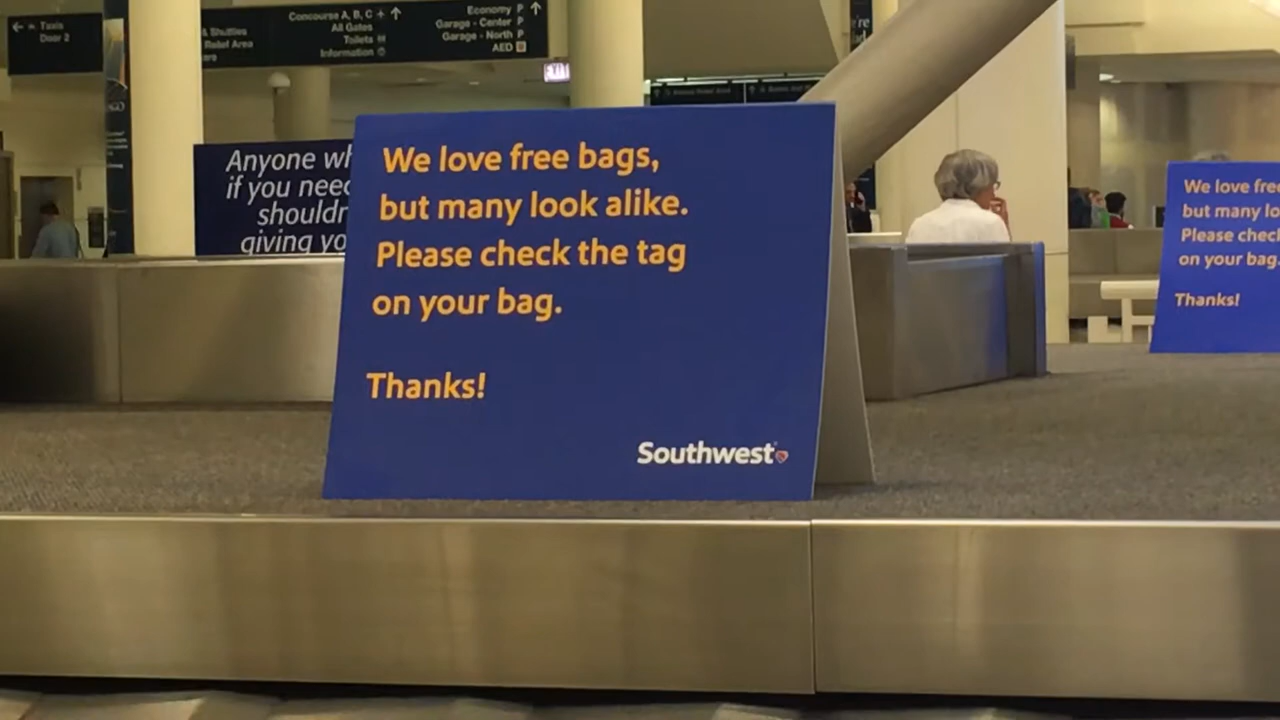 ← Taxis
Door 2
& Shuttles
Relief Area
Concourse A, B, C ↑
All Gates
Toilets
Information
Economy P ↑
Garage - Center P
Garage - North P
AED
EXIT
Anyone wh
if you need
shouldn
giving yo
We love free bags,
but many look alike.
Please check the tag
on your bag.
Thanks!
Southwest
We love free
but many lo
Please check
on your bag.
Thanks!